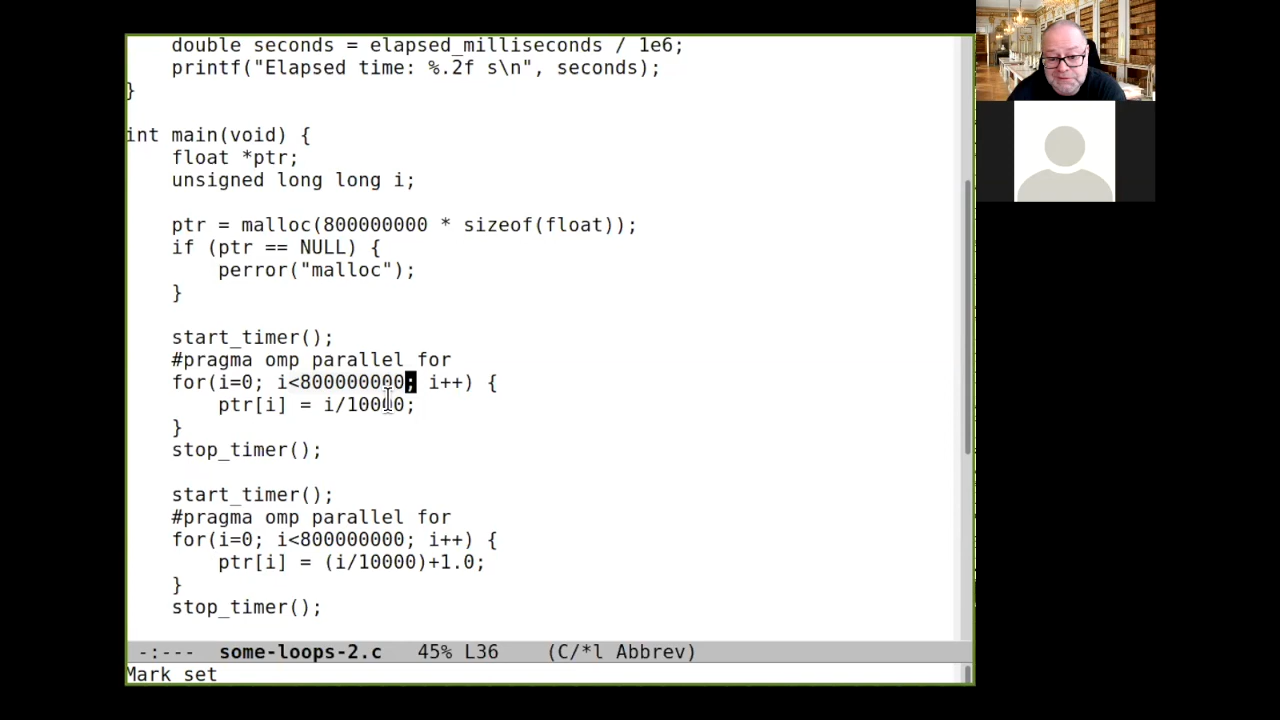 double seconds = elapsed_milliseconds / 1e6;
    printf("Elapsed time: %.2f s\n", seconds);
}

int main(void) {
    float *ptr;
    unsigned long long i;

    ptr = malloc(800000000 * sizeof(float));
    if (ptr == NULL) {
        perror("malloc");
    }

    start_timer();
    #pragma omp parallel for
    for(i=0; i<800000000; i++) {
        ptr[i] = i/10000;
    }
    stop_timer();

    start_timer();
    #pragma omp parallel for
    for(i=0; i<800000000; i++) {
        ptr[i] = (i/10000)+1.0;
    }
    stop_timer();

-:---  some-loops-2.c   45% L36    (C/*l Abbrev)
Mark set